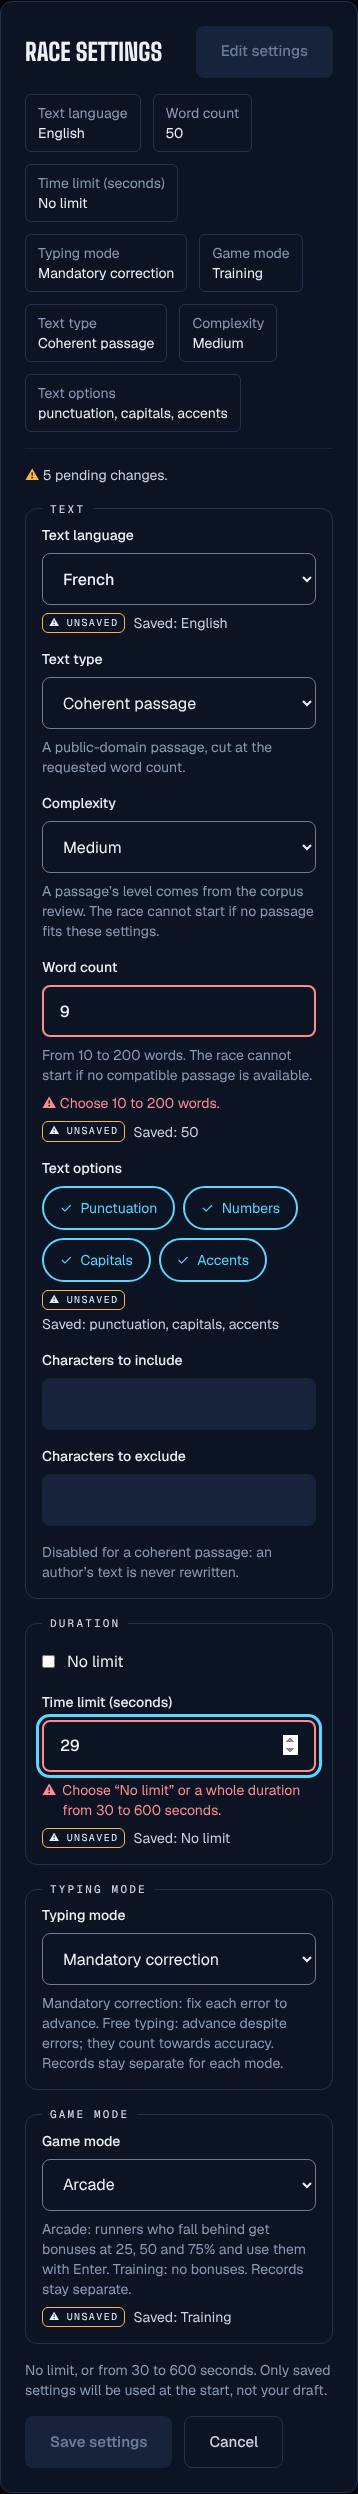 RACE SETTINGS
Edit settings
Text language
English
Word count
50
Time limit (seconds)
No limit
Typing mode
Mandatory correction
Game mode
Training
Text type
Coherent passage
Complexity
Medium
Text options
punctuation, capitals, accents
⚠ 5 pending changes.
TEXT
Text language
French
⚠ UNSAVED Saved: English
Text type
Coherent passage
A public-domain passage, cut at the
requested word count.
Complexity
Medium
A passage’s level comes from the corpus
review. The race cannot start if no passage
fits these settings.
Word count
9
From 10 to 200 words. The race cannot
start if no compatible passage is available.
⚠ Choose 10 to 200 words.
⚠ UNSAVED Saved: 50
Text options
✓ Punctuation
✓ Numbers
✓ Capitals
✓ Accents
⚠ UNSAVED
Saved: punctuation, capitals, accents
Characters to include
Characters to exclude
Disabled for a coherent passage: an
author’s text is never rewritten.
DURATION
No limit
Time limit (seconds)
29
⚠ Choose “No limit” or a whole duration
from 30 to 600 seconds.
⚠ UNSAVED Saved: No limit
TYPING MODE
Typing mode
Mandatory correction
Mandatory correction: fix each error to
advance. Free typing: advance despite
errors; they count towards accuracy.
Records stay separate for each mode.
GAME MODE
Game mode
Arcade
Arcade: runners who fall behind get
bonuses at 25, 50 and 75% and use them
with Enter. Training: no bonuses. Records
stay separate.
⚠ UNSAVED Saved: Training
No limit, or from 30 to 600 seconds. Only saved
settings will be used at the start, not your draft.
Save settings
Cancel